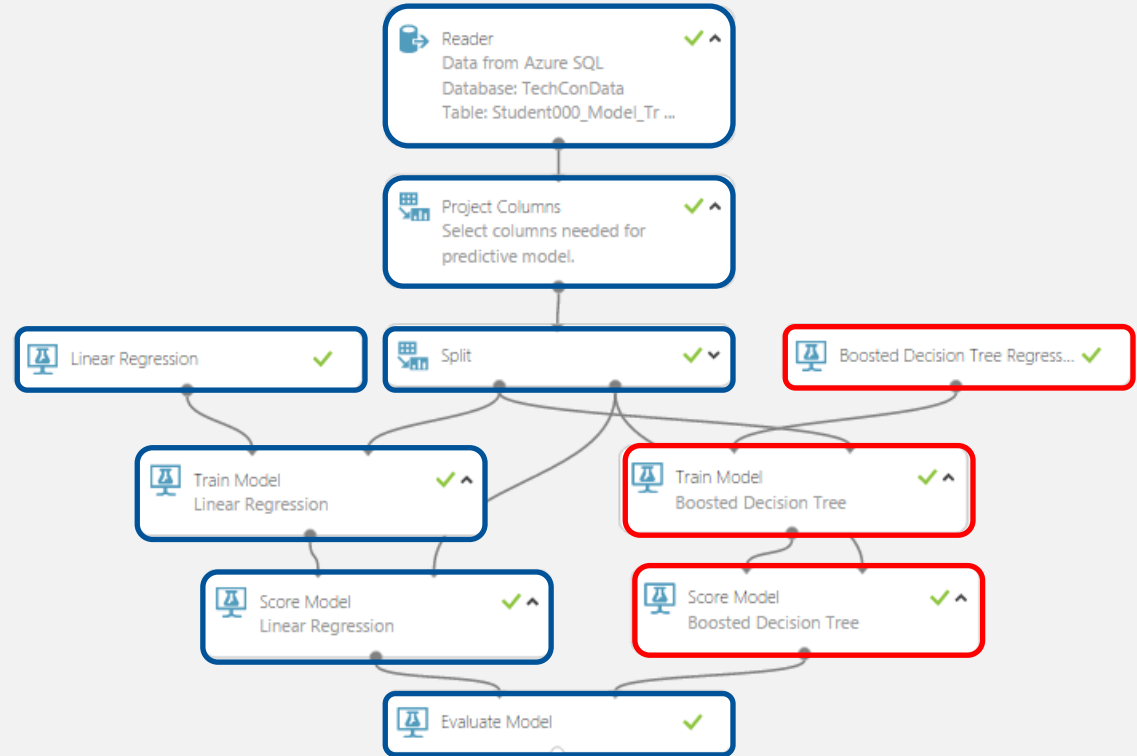 Reader
Data from Azure SQL
Database: TechConData
Table: Student000_Model_Tr ...
Project Columns
Select columns needed for
predictive model.
Linear Regression
Split
Boosted Decision Tree Regress...
Train Model
Linear Regression
Train Model
Boosted Decision Tree
Score Model
Linear Regression
Score Model
Boosted Decision Tree
Evaluate Model